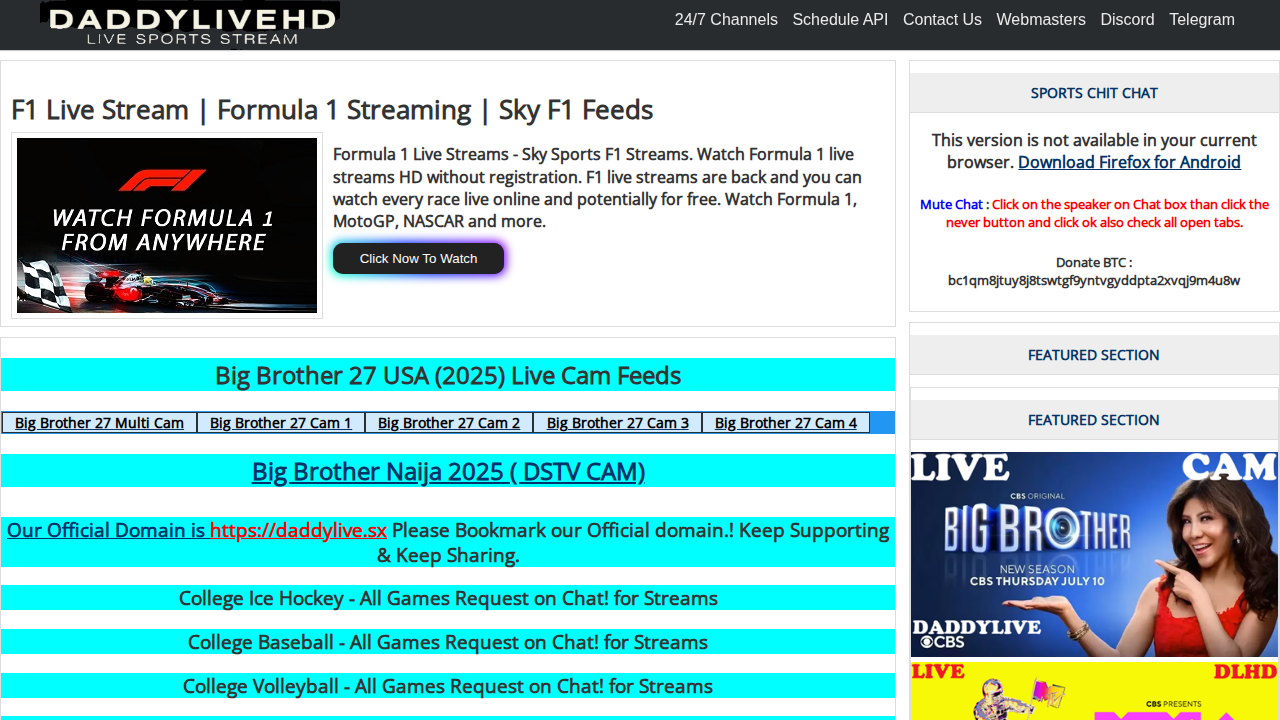 DADDYLIVEHD
LIVE SPORTS STREAM
24/7 Channels Schedule API Contact Us Webmasters Discord Telegram
F1 Live Stream | Formula 1 Streaming | Sky F1 Feeds
WATCH FORMULA 1
FROM ANYWHERE
Formula 1 Live Streams - Sky Sports F1 Streams. Watch Formula 1 live
streams HD without registration. F1 live streams are back and you can
watch every race live online and potentially for free. Watch Formula 1,
MotoGP, NASCAR and more.
Click Now To Watch
Big Brother 27 USA (2025) Live Cam Feeds
Big Brother 27 Multi Cam Big Brother 27 Cam 1 Big Brother 27 Cam 2 Big Brother 27 Cam 3 Big Brother 27 Cam 4
Big Brother Naija 2025 ( DSTV CAM)
Our Official Domain is https://daddylive.sx Please Bookmark our Official domain.! Keep Supporting
& Keep Sharing.
College Ice Hockey - All Games Request on Chat! for Streams
College Baseball - All Games Request on Chat! for Streams
College Volleyball - All Games Request on Chat! for Streams
SPORTS CHIT CHAT
This version is not available in your current
browser. Download Firefox for Android
Mute Chat : Click on the speaker on Chat box than click the
never button and click ok also check all open tabs.
Donate BTC :
bc1qm8jtuy8j8tswtgf9yntvgyddpta2xvqj9m4u8w
FEATURED SECTION
FEATURED SECTION
LIVE CAM
CBS ORIGINAL
BIG BROTHER
NEW SEASON
CBS THURSDAY JULY 10
DADDYLIVE
CBS
LIVE DLHD
CBS PRESENTS